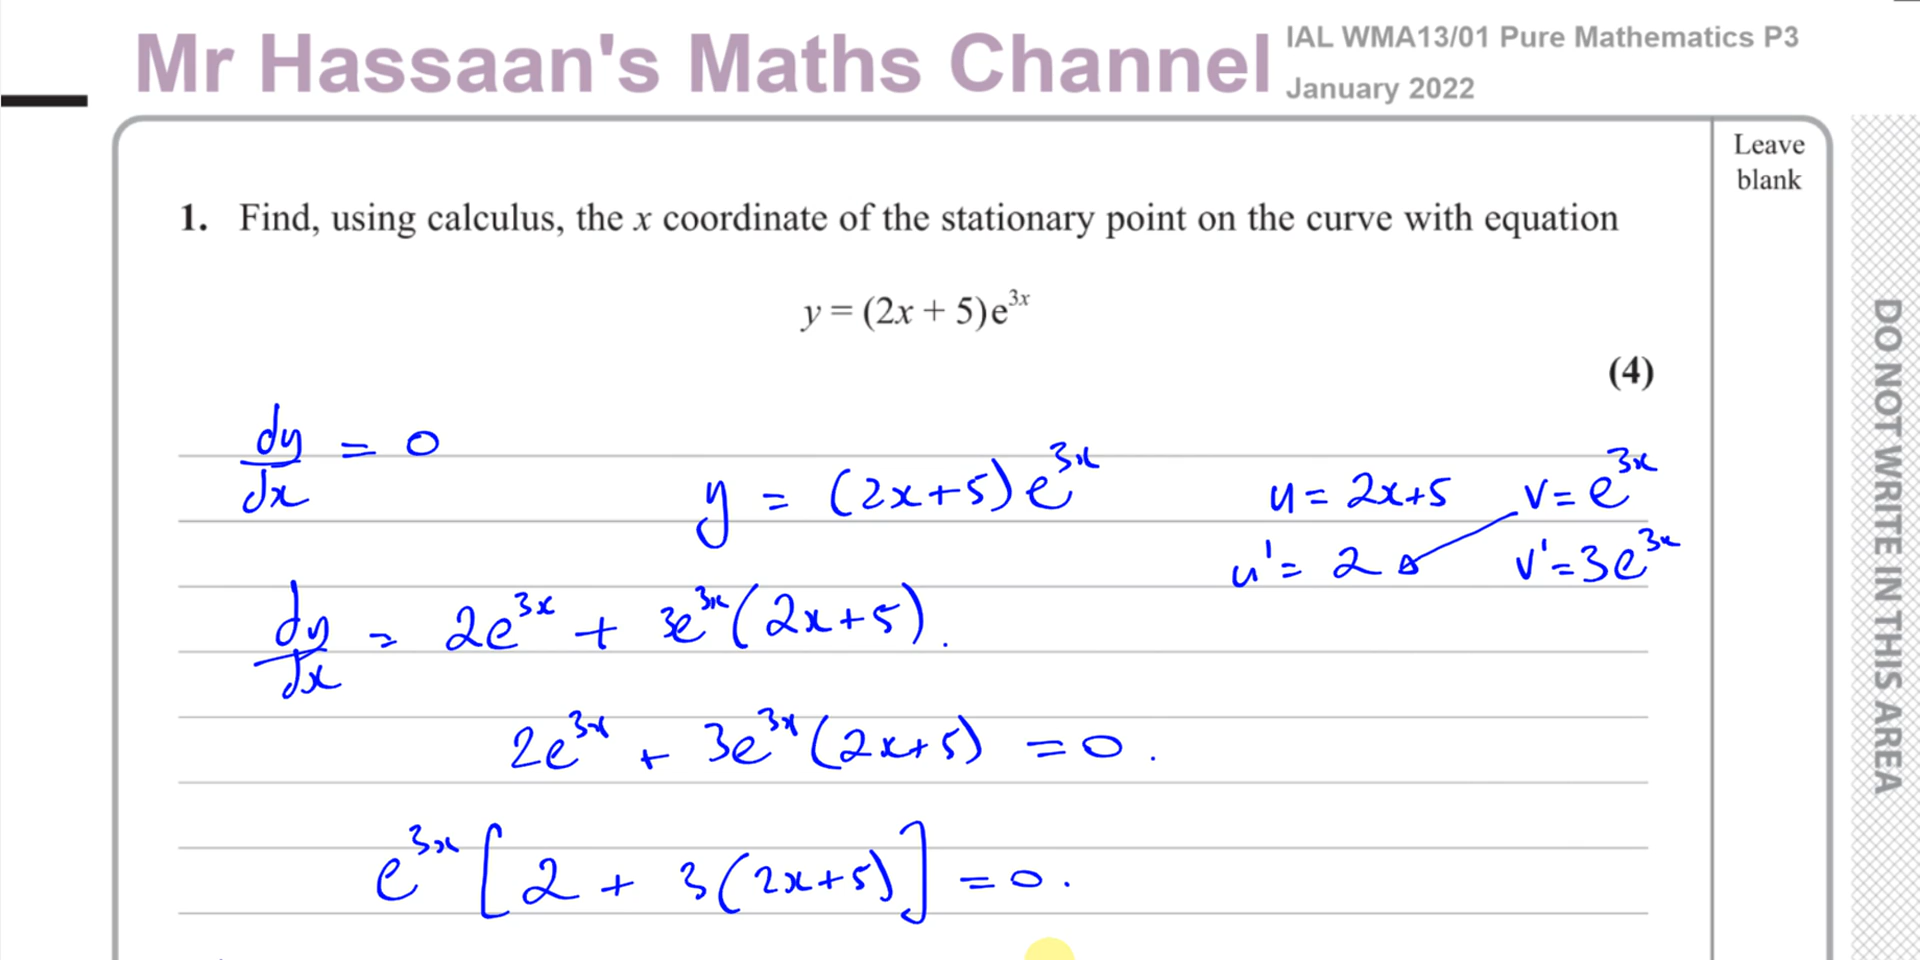 Mr Hassaan's Maths Channel
IAL WMA13/01 Pure Mathematics P3
January 2022
Leave
blank
1. Find, using calculus, the x coordinate of the stationary point on the curve with equation
y = (2x + 5)e^{3x}
(4)
dy/dx = 0
y = (2x+5)e^{3x}
u = 2x+5 v = e^{3x}
u' = 2 v' = 3e^{3x}
dy/dx = 2e^{3x} + 3e^{3x}(2x+5).
2e^{3x} + 3e^{3x}(2x+5) = 0.
e^{3x}[2 + 3(2x+5)] = 0.
DO NOT WRITE IN THIS AREA